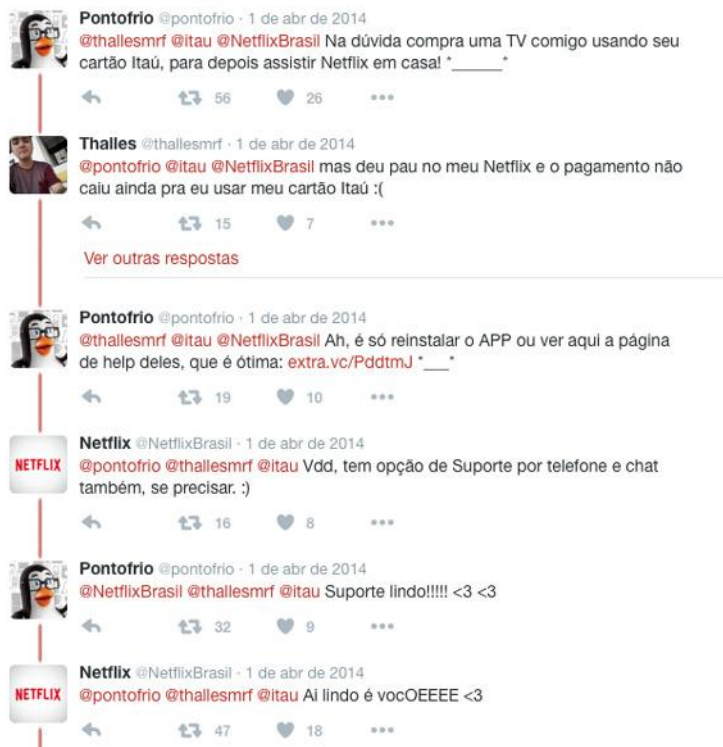 Pontofrio @pontofrio · 1 de abr de 2014
@thallesmrf @itau @NetflixBrasil Na dúvida compra uma TV comigo usando seu
cartão Itaú, para depois assistir Netflix em casa! *______*
56 26
Thalles @thallesmrf · 1 de abr de 2014
@pontofrio @itau @NetflixBrasil mas deu pau no meu Netflix e o pagamento não
caiu ainda pra eu usar meu cartão Itaú :(
15 7
Ver outras respostas
Pontofrio @pontofrio · 1 de abr de 2014
@thallesmrf @itau @NetflixBrasil Ah, é só reinstalar o APP ou ver aqui a página
de help deles, que é ótima: extra.vc/PddtmJ *___*
19 10
NETFLIX
Netflix @NetflixBrasil · 1 de abr de 2014
@pontofrio @thallesmrf @itau Vdd, tem opção de Suporte por telefone e chat
também, se precisar. :)
16 8
Pontofrio @pontofrio · 1 de abr de 2014
@NetflixBrasil @thallesmrf @itau Suporte lindo!!!!! <3 <3
32 9
NETFLIX
Netflix @NetflixBrasil · 1 de abr de 2014
@pontofrio @thallesmrf @itau Ai lindo é vocOEEEE <3
47 18